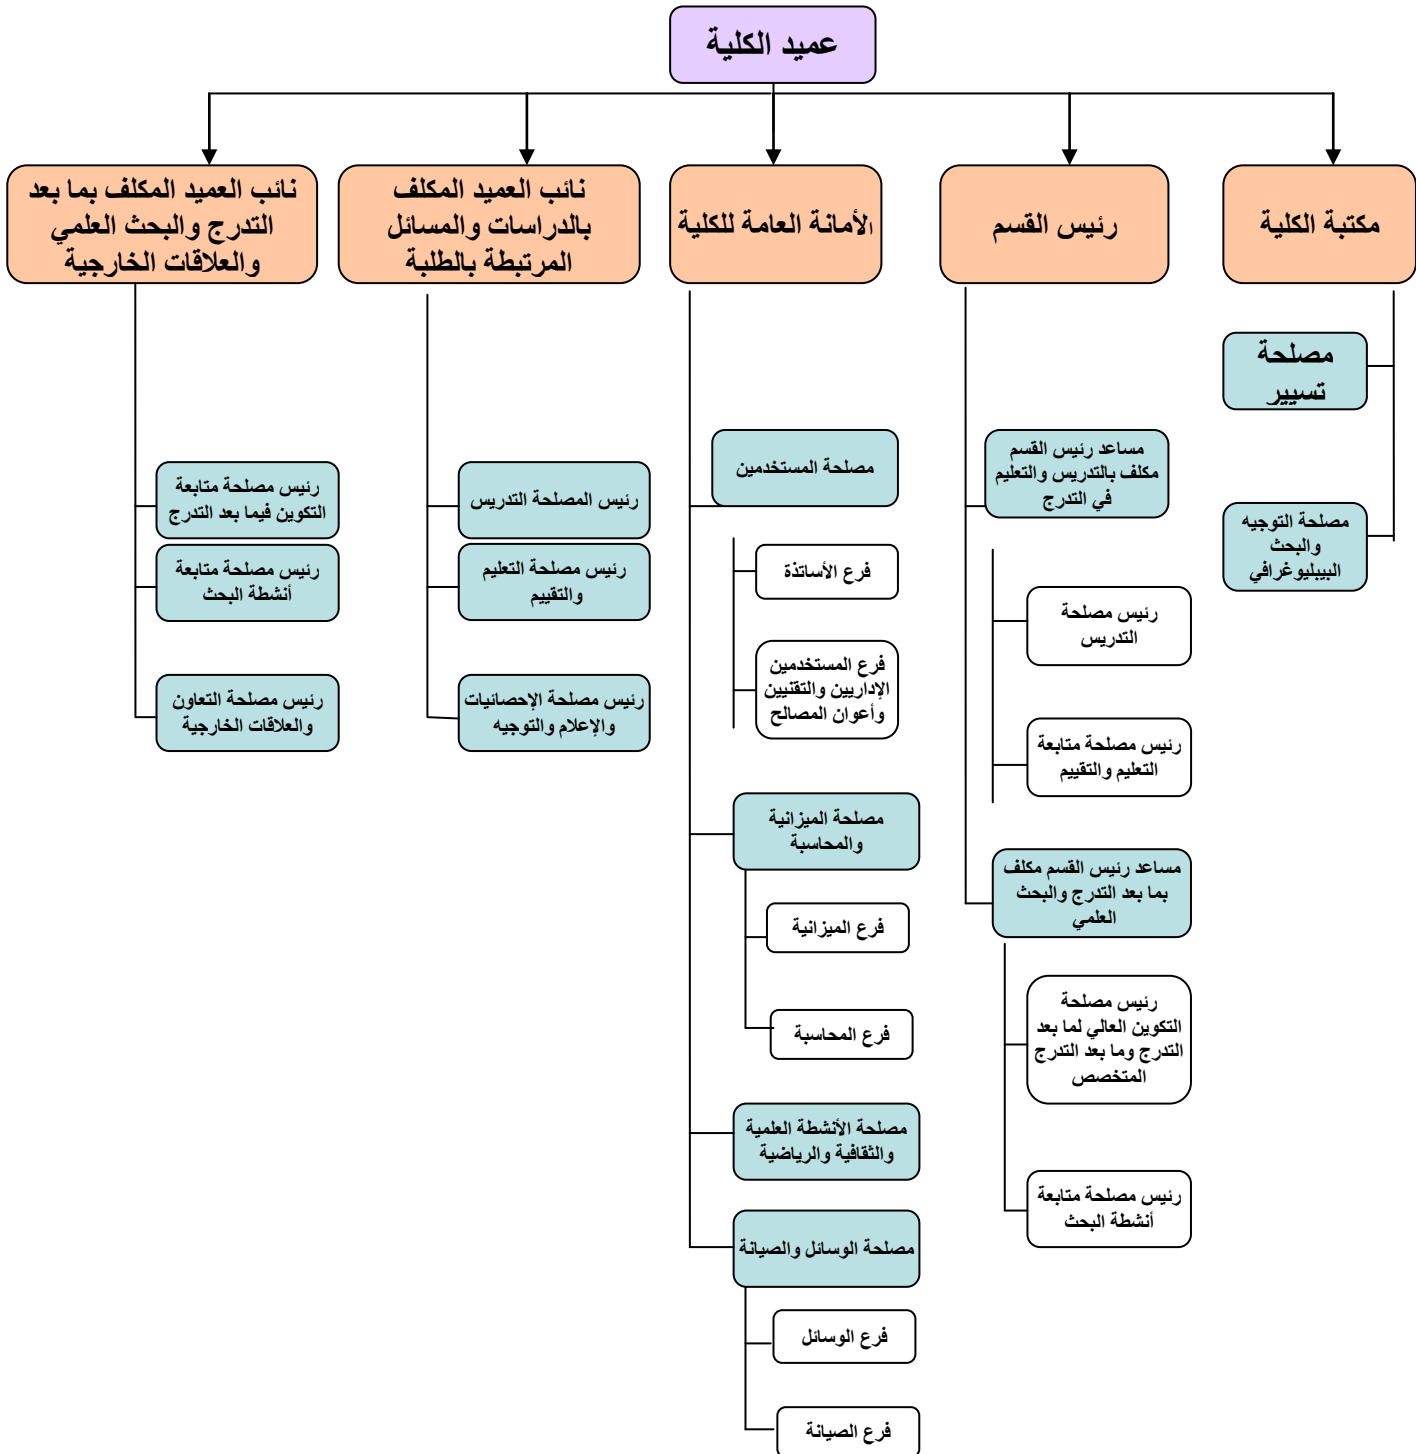 عميد الكلية
مكتبة الكلية
رئيس القسم
الأمانة العامة للكلية
نائب العميد المكلف
بالدراسات والمسائل
المرتبطة بالطلبة
نائب العميد المكلف بما بعد
التدرج والبحث العلمي
والعلاقات الخارجية
مصلحة
تسيير
مصلحة التوجيه
والبحث
البيبليوغرافي
مساعد رئيس القسم
مكلف بالتدريس والتعليم
في التدرج
رئيس مصلحة
التدريس
رئيس مصلحة متابعة
التعليم والتقييم
مساعد رئيس القسم مكلف
بما بعد التدرج والبحث
العلمي
رئيس مصلحة
التكوين العالي لما بعد
التدرج وما بعد التدرج
المتخصص
رئيس مصلحة متابعة
أنشطة البحث
مصلحة المستخدمين
فرع الأساتذة
فرع المستخدمين
الإداريين والتقنيين
وأعوان المصالح
مصلحة الميزانية
والمحاسبة
فرع الميزانية
فرع المحاسبة
مصلحة الأنشطة العلمية
والثقافية والرياضية
مصلحة الوسائل والصيانة
فرع الوسائل
فرع الصيانة
رئيس المصلحة التدريس
رئيس مصلحة التعليم
والتقييم
رئيس مصلحة الإحصائيات
والإعلام والتوجيه
رئيس مصلحة متابعة
التكوين فيما بعد التدرج
رئيس مصلحة متابعة
أنشطة البحث
رئيس مصلحة التعاون
والعلاقات الخارجية